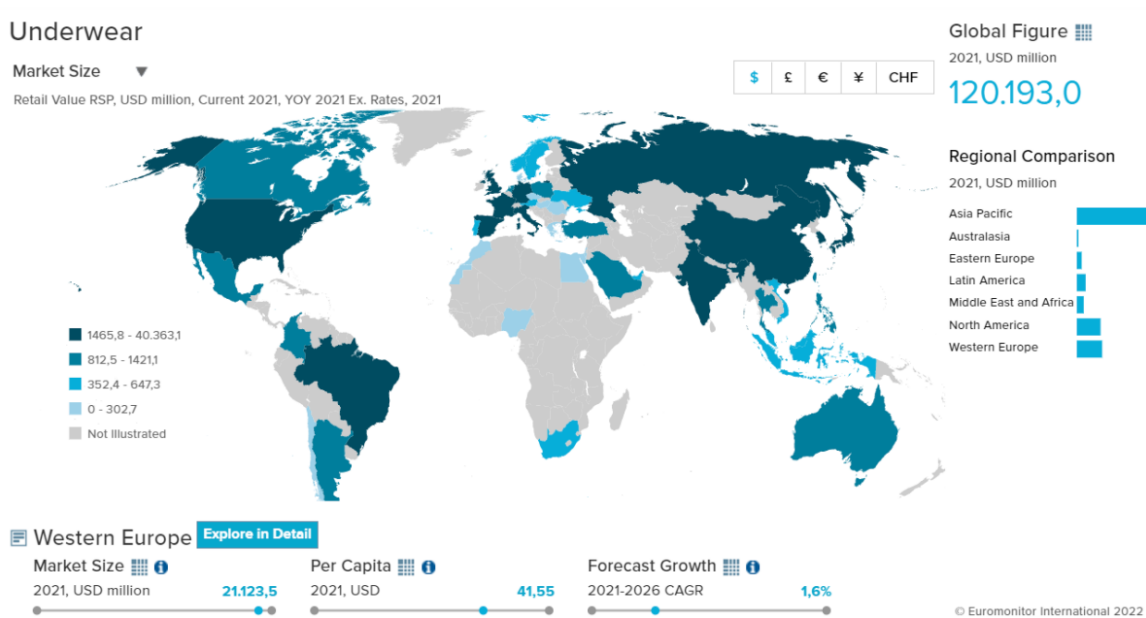 Underwear
Market Size
Retail Value RSP, USD million, Current 2021, YOY 2021 Ex. Rates, 2021
$ £ € ¥ CHF
Global Figure
2021, USD million
120.193,0
Regional Comparison
2021, USD million
Asia Pacific
Australasia
Eastern Europe
Latin America
Middle East and Africa
North America
Western Europe
1465,8 - 40.363,1
812,5 - 1421,1
352,4 - 647,3
0 - 302,7
Not Illustrated
Western Europe Explore in Detail
Market Size
2021, USD million 21.123,5
Per Capita
2021, USD 41,55
Forecast Growth
2021-2026 CAGR 1,6%
© Euromonitor International 2022